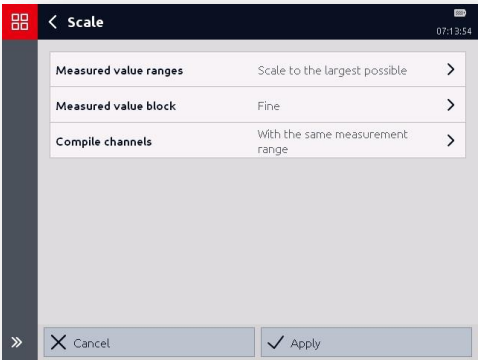 Scale
07:13:54
Measured value ranges Scale to the largest possible
Measured value block Fine
Compile channels With the same measurement
range
Cancel Apply